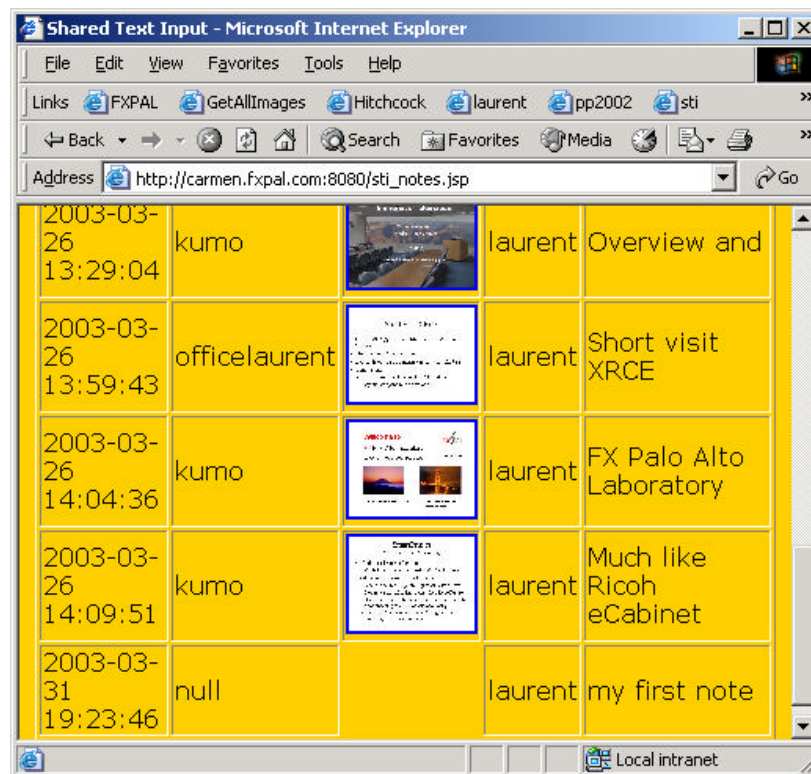 Shared Text Input - Microsoft Internet Explorer
File Edit View Favorites Tools Help
Links FXPAL GetAllImages Hitchcock laurent pp2002 sti »
Back Search Favorites Media »
Address http://carmen.fxpal.com:8080/sti_notes.jsp Go
2003-03-
26
13:29:04
kumo
laurent
Overview and
2003-03-
26
13:59:43
officelaurent
laurent
Short visit
XRCE
2003-03-
26
14:04:36
kumo
laurent
FX Palo Alto
Laboratory
2003-03-
26
14:09:51
kumo
laurent
Much like
Ricoh
eCabinet
2003-03-
31
19:23:46
null
laurent
my first note
Local intranet